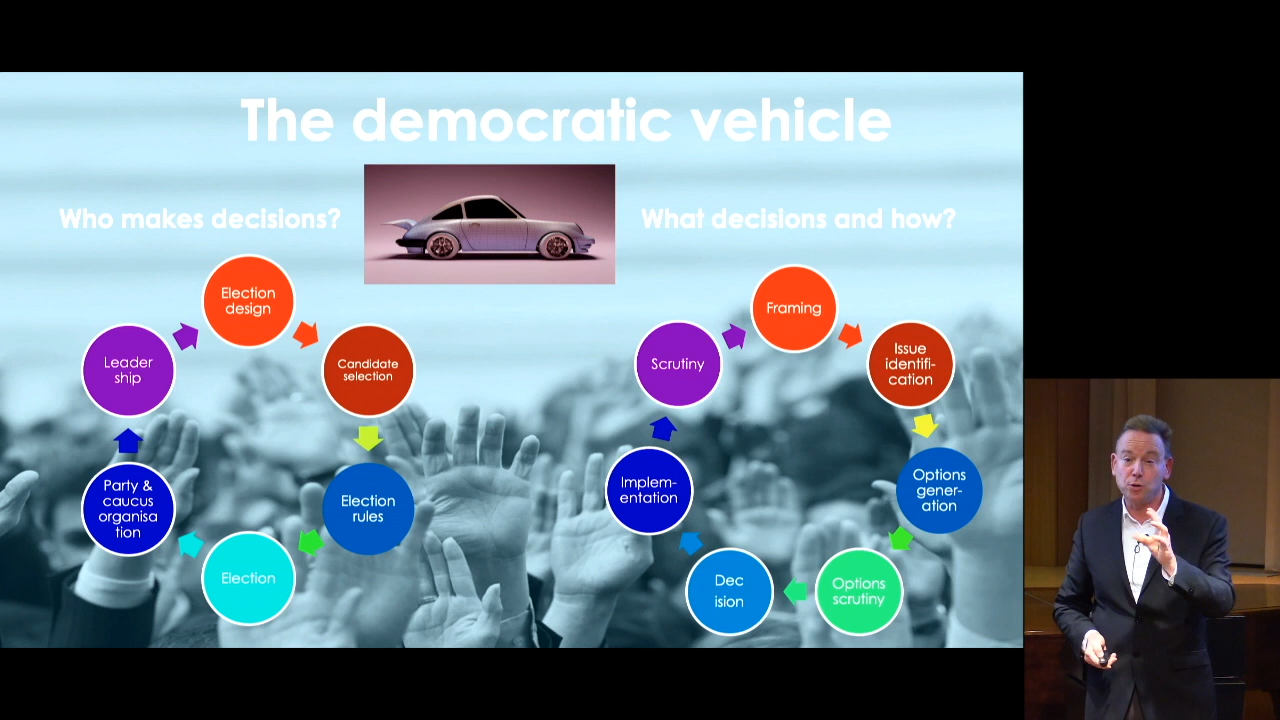 The democratic vehicle
Who makes decisions?
What decisions and how?
Election
design
Candidate
selection
Election
rules
Election
Party &
caucus
organisa
tion
Leader
ship
Framing
Issue
identifi-
cation
Options
gener-
ation
Options
scrutiny
Dec
ision
Implem-
entation
Scrutiny